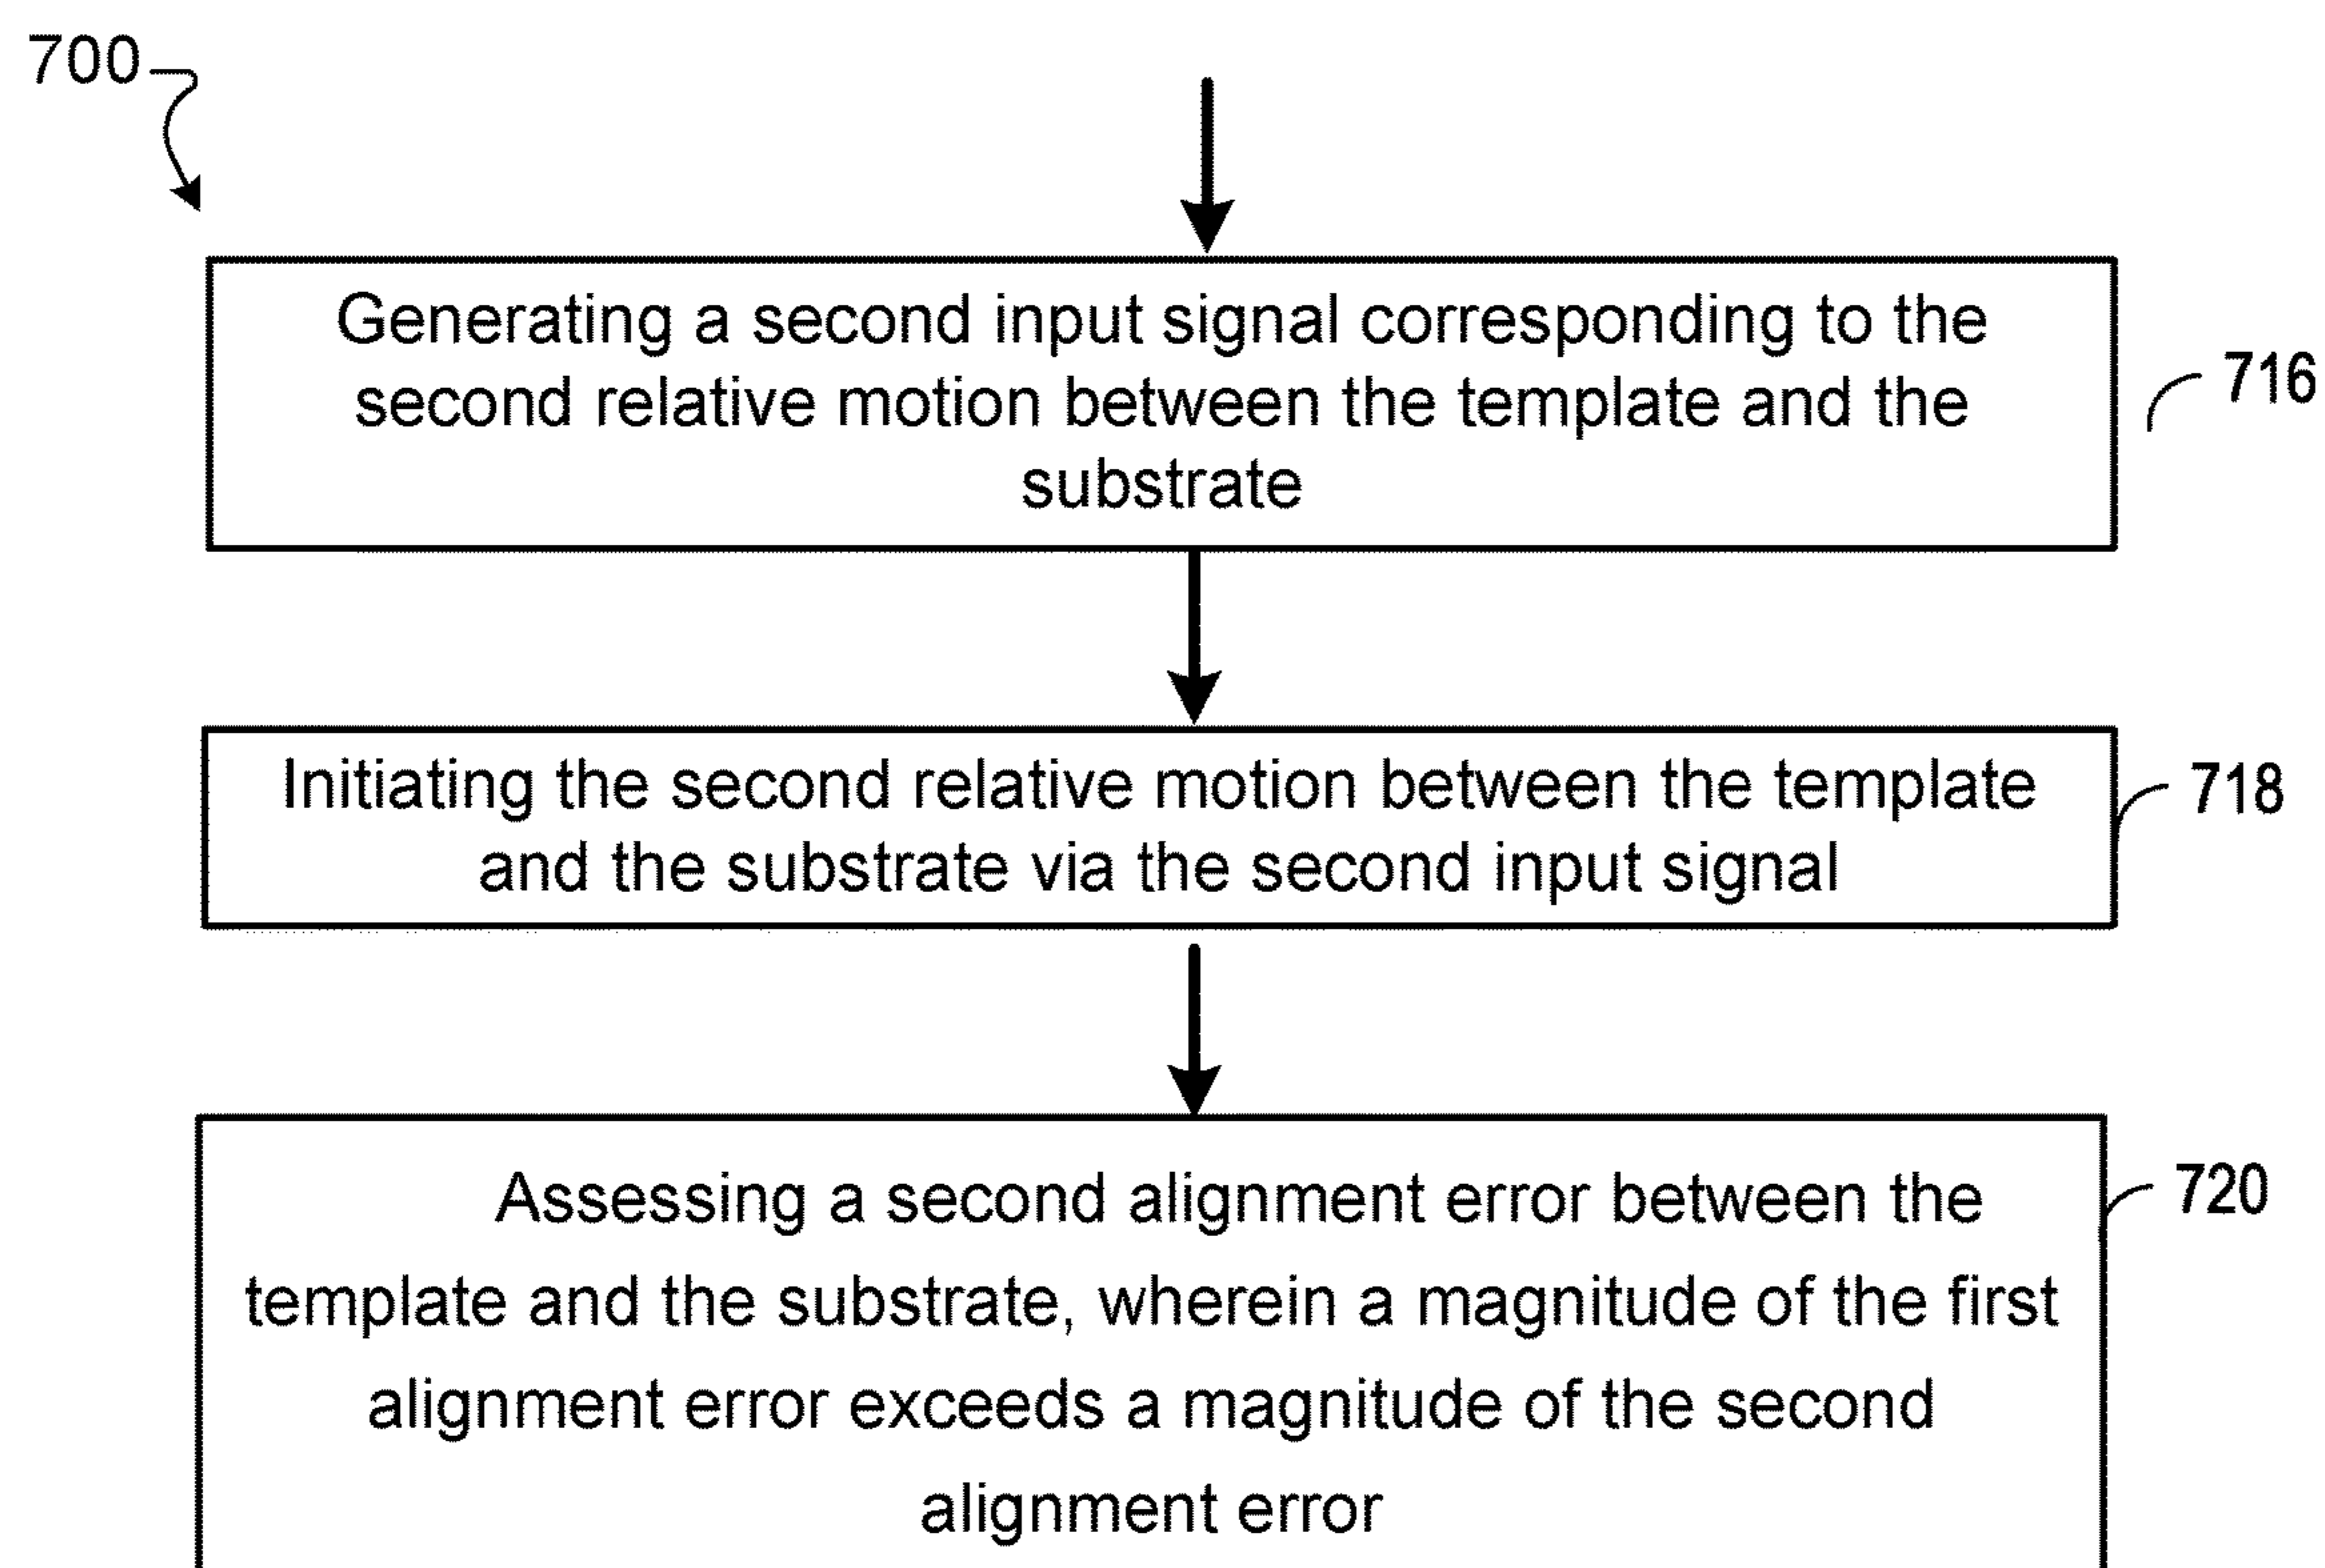 700
Generating a second input signal corresponding to the
second relative motion between the template and the
substrate
716
Initiating the second relative motion between the template
and the substrate via the second input signal
718
Assessing a second alignment error between the
template and the substrate, wherein a magnitude of the first
alignment error exceeds a magnitude of the second
alignment error
720